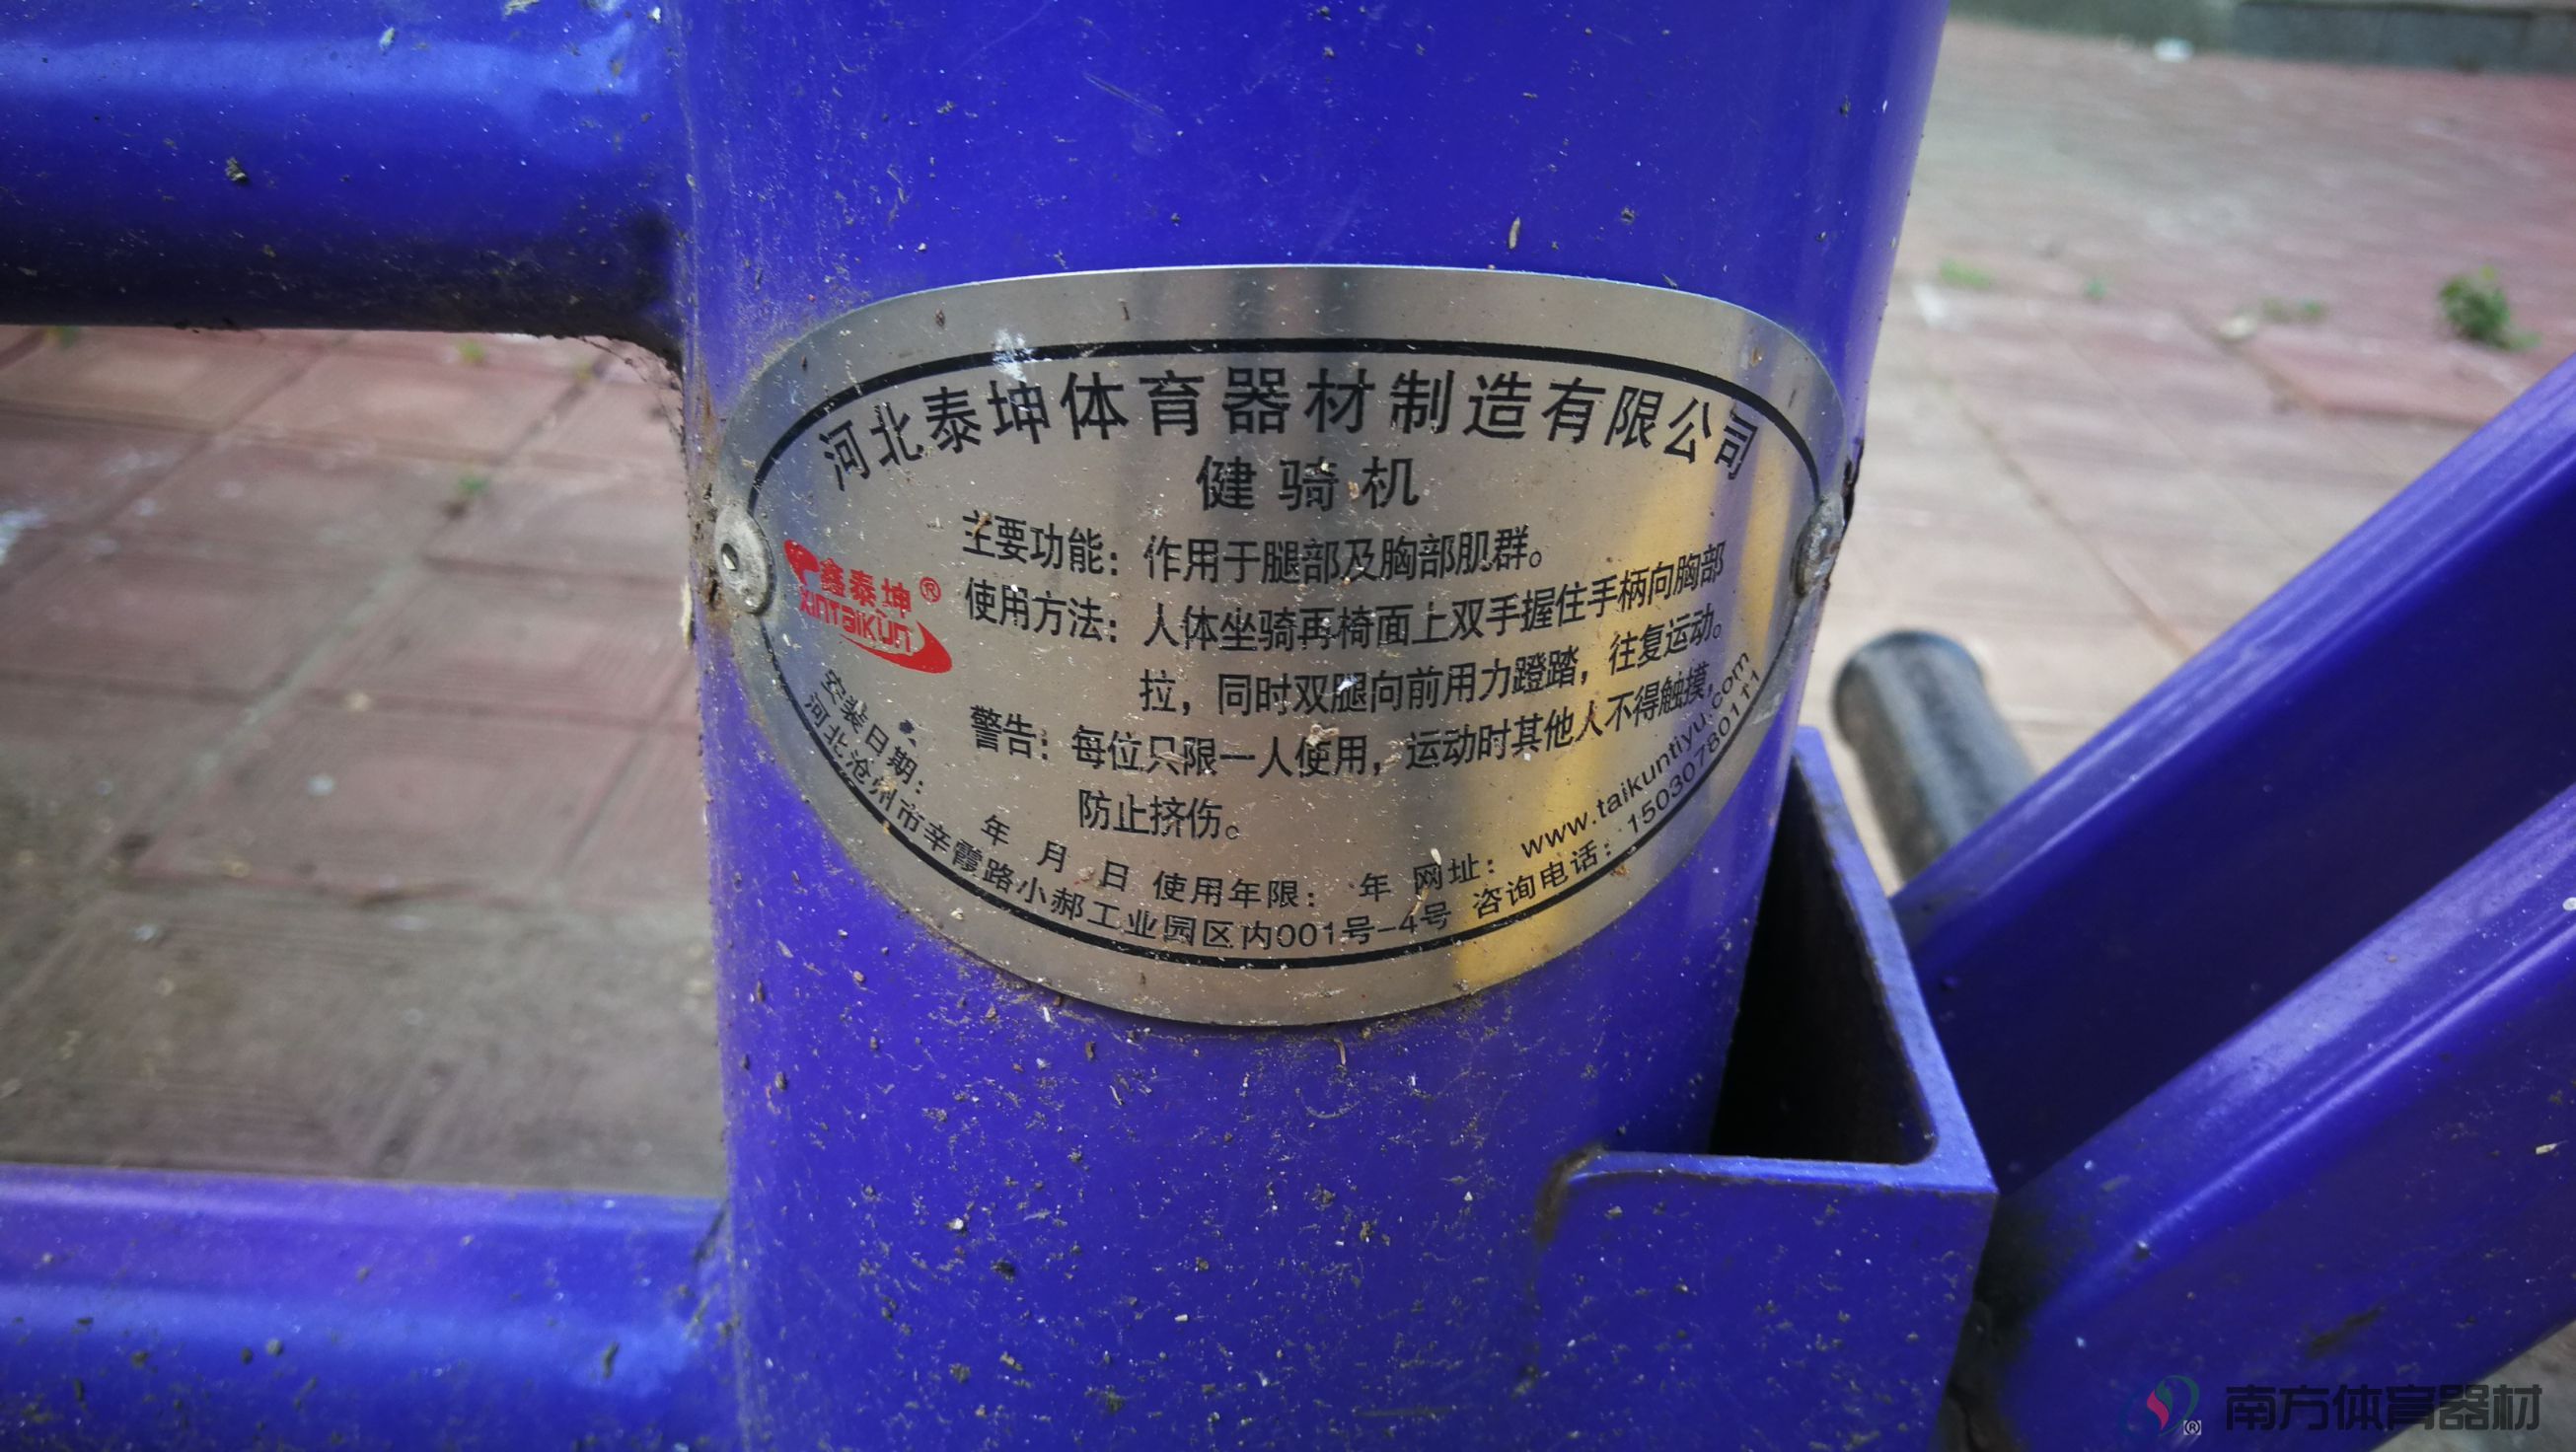 河北泰坤体育器材制造有限公司
健骑机
鑫泰坤®
XINTAIKUN
主要功能：作用于腿部及胸部肌群。
使用方法：人体坐骑再椅面上双手握住手柄向胸部
拉，同时双腿向前用力蹬踏，往复运动。
警告：每位只限一人使用，运动时其他人不得触摸，
防止挤伤。
安装日期： 年 月 日 使用年限： 年 网址：www.taikuntiyu.com
河北沧州市辛霞路小郝工业园区内001号-4号 咨询电话：15030780111
南方体育器材